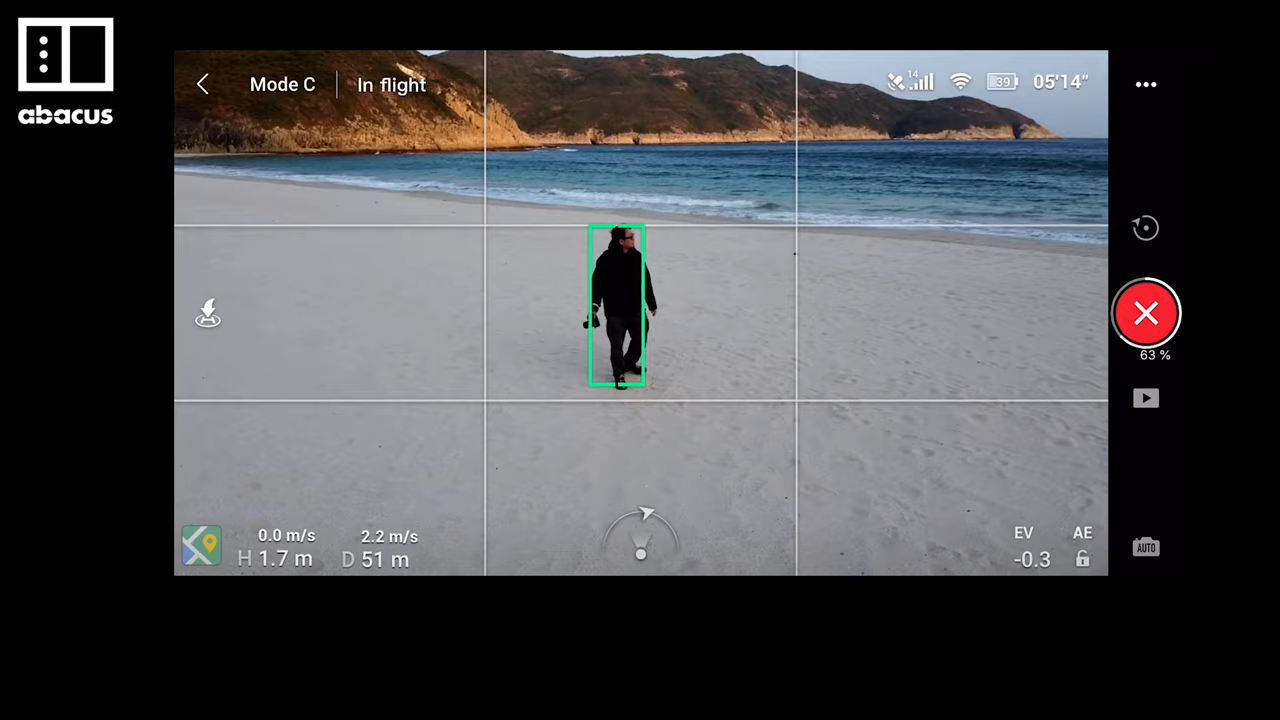 abacus
Mode C
In flight
14
39
05'14"
63 %
0.0 m/s
2.2 m/s
H 1.7 m
D 51 m
EV
AE
-0.3
AUTO